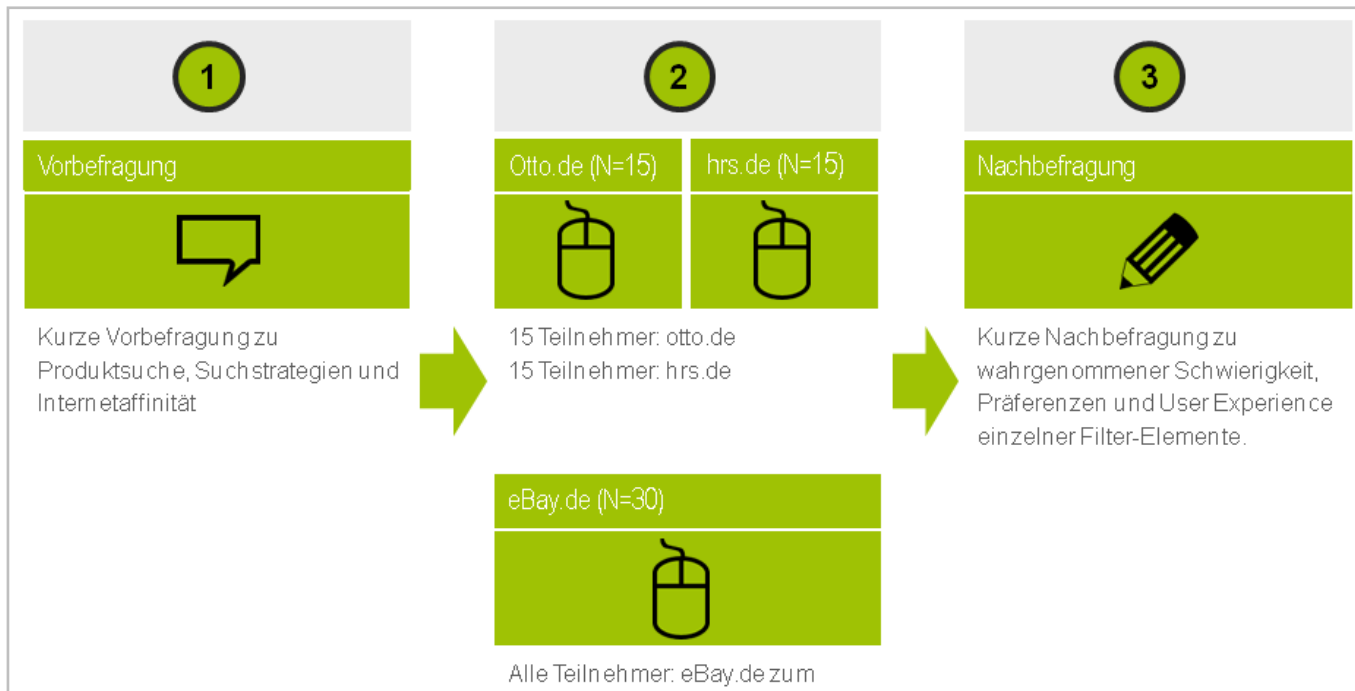 1
Vorbefragung
Kurze Vorbefragung zu
Produktsuche, Suchstrategien und
Internetaffinität
2
Otto.de (N=15)
hrs.de (N=15)
15 Teilnehmer: otto.de
15 Teilnehmer: hrs.de
eBay.de (N=30)
Alle Teilnehmer: eBay.de zum
3
Nachbefragung
Kurze Nachbefragung zu
wahrgenommener Schwierigkeit,
Präferenzen und User Experience
einzelner Filter-Elemente.